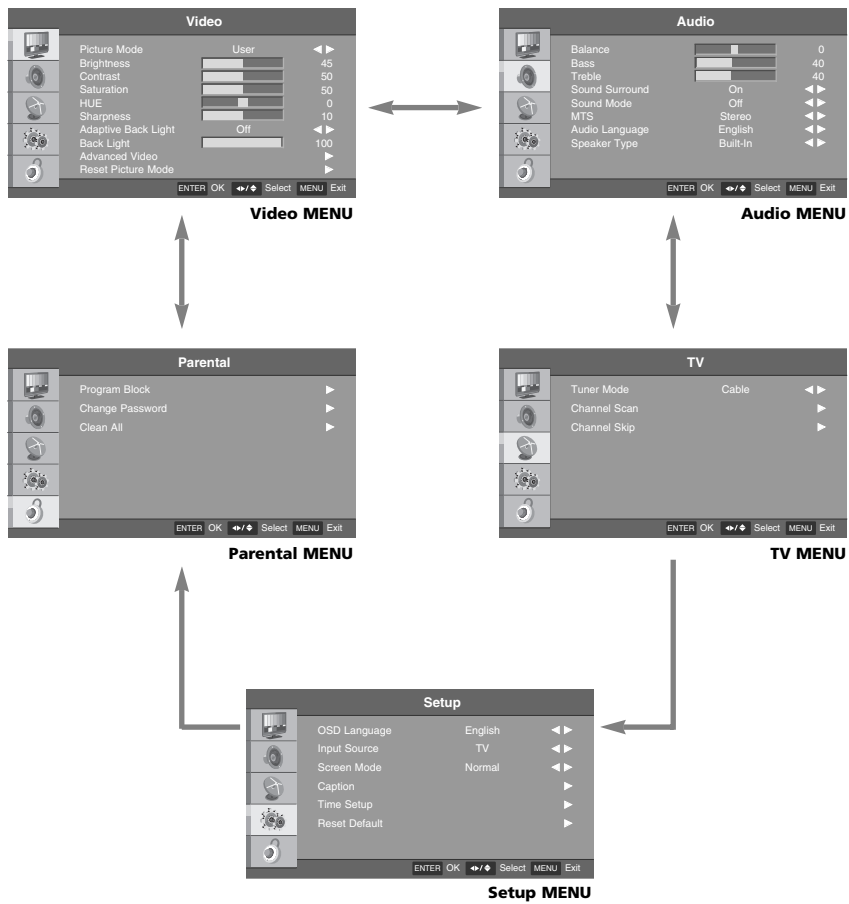 Video
Picture Mode User
Brightness 45
Contrast 50
Saturation 50
HUE 0
Sharpness 10
Adaptive Back Light Off
Back Light 100
Advanced Video
Reset Picture Mode
ENTER OK Select MENU Exit
Video MENU
Audio
Balance 0
Bass 40
Treble 40
Sound Surround On
Sound Mode Off
MTS Stereo
Audio Language English
Speaker Type Built-In
ENTER OK Select MENU Exit
Audio MENU
Parental
Program Block
Change Password
Clean All
ENTER OK Select MENU Exit
Parental MENU
TV
Tuner Mode Cable
Channel Scan
Channel Skip
ENTER OK Select MENU Exit
TV MENU
Setup
OSD Language English
Input Source TV
Screen Mode Normal
Caption
Time Setup
Reset Default
ENTER OK Select MENU Exit
Setup MENU